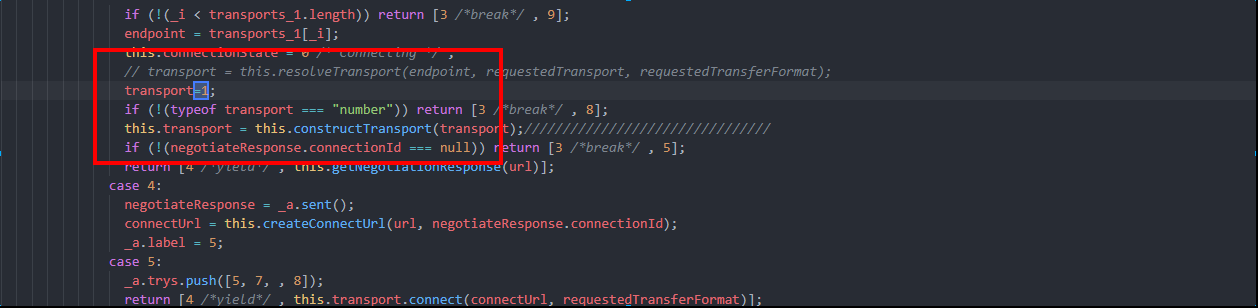 if (!(_i < transports_1.length)) return [3 /*break*/ , 9];
endpoint = transports_1[_i];
this.connectionState = 0 /* Connecting */ ;
// transport = this.resolveTransport(endpoint, requestedTransport, requestedTransferFormat);
transport=1;
if (!(typeof transport === "number")) return [3 /*break*/ , 8];
this.transport = this.constructTransport(transport);/////////////////////////////////
if (!(negotiateResponse.connectionId === null)) return [3 /*break*/ , 5];
return [4 /*yield*/ , this.getNegotiationResponse(url)];
case 4:
negotiateResponse = _a.sent();
connectUrl = this.createConnectUrl(url, negotiateResponse.connectionId);
_a.label = 5;
case 5:
_a.trys.push([5, 7, , 8]);
return [4 /*yield*/ , this.transport.connect(connectUrl, requestedTransferFormat)];